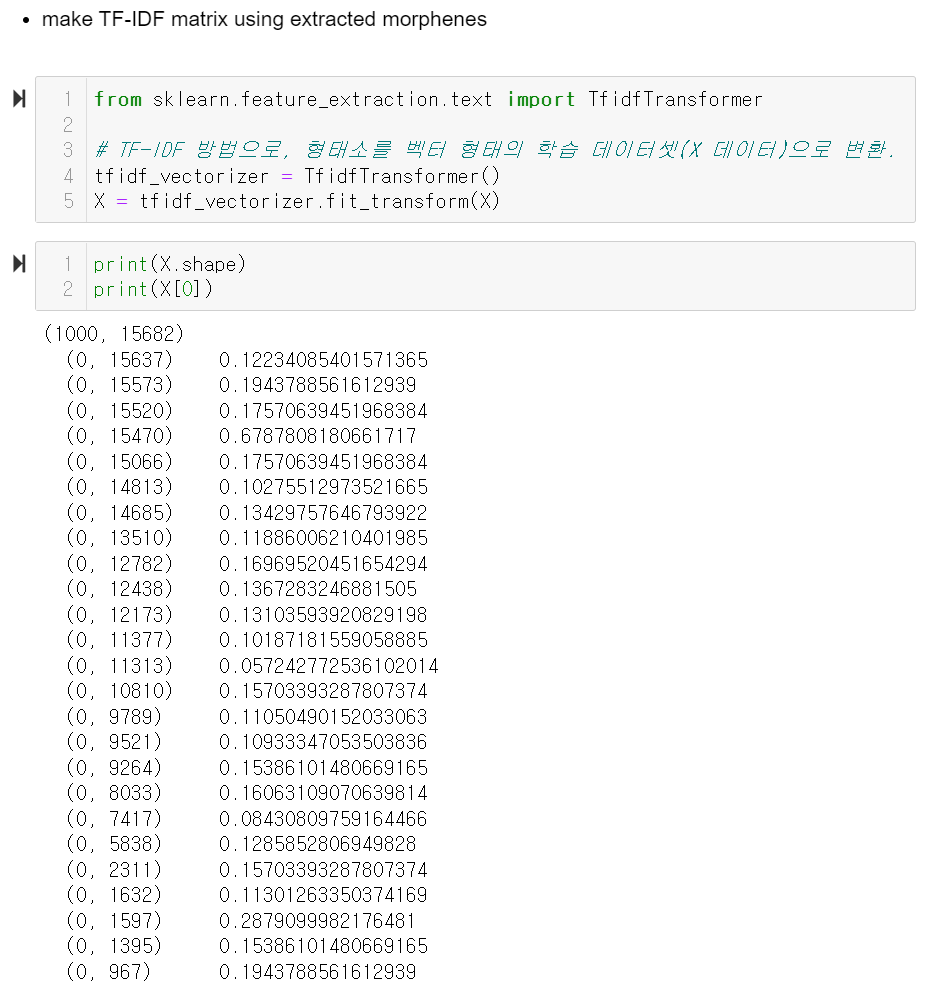 • make TF-IDF matrix using extracted morphenes
1 from sklearn.feature_extraction.text import TfidfTransformer
2
3 # TF-IDF 방법으로, 형태소를 벡터 형태의 학습 데이터셋(X 데이터)으로 변환.
4 tfidf_vectorizer = TfidfTransformer()
5 X = tfidf_vectorizer.fit_transform(X)
1 print(X.shape)
2 print(X[0])
(1000, 15682)
(0, 15637) 0.12234085401571365
(0, 15573) 0.1943788561612939
(0, 15520) 0.17570639451968384
(0, 15470) 0.6787808180661717
(0, 15066) 0.17570639451968384
(0, 14813) 0.10275512973521665
(0, 14685) 0.13429757646793922
(0, 13510) 0.11886006210401985
(0, 12782) 0.16969520451654294
(0, 12438) 0.1367283246881505
(0, 12173) 0.13103593920829198
(0, 11377) 0.10187181559058885
(0, 11313) 0.057242772536102014
(0, 10810) 0.15703393287807374
(0, 9789) 0.11050490152033063
(0, 9521) 0.10933347053503836
(0, 9264) 0.15386101480669165
(0, 8033) 0.16063109070639814
(0, 7417) 0.08430809759164466
(0, 5838) 0.1285852806949828
(0, 2311) 0.15703393287807374
(0, 1632) 0.11301263350374169
(0, 1597) 0.2879099982176481
(0, 1395) 0.15386101480669165
(0, 967) 0.1943788561612939